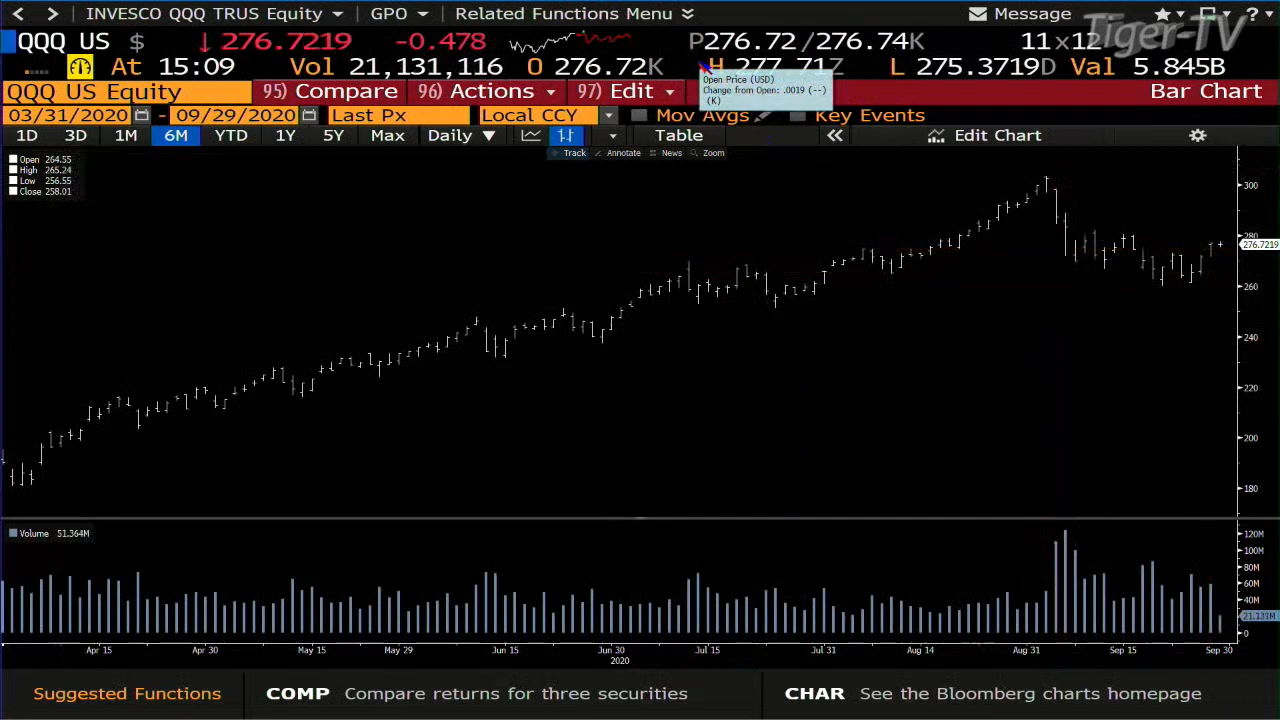 INVESCO QQQ TRUS Equity GPO Related Functions Menu Message ?
QQQ US $ ↓ 276.7219 -0.478 P276.72/276.74K 11x12
Tiger-TV
At 15:09 Vol 21,131,116 O 276.72K H 277.71Z L 275.3719D Val 5.845B
Open Price (USD)
Change from Open: .0019 (--)
(K)
QQQ US Equity 95) Compare 96) Actions 97) Edit Bar Chart
03/31/2020 - 09/29/2020 Last Px Local CCY Mov Avgs Key Events
1D 3D 1M 6M YTD 1Y 5Y Max Daily ▼ Table « Edit Chart
Track Annotate News Zoom
Open 264.55
High 265.24
Low 256.55
Close 258.01
300
280
276.7219
260
240
220
200
180
Volume 51.364M
120M
100M
80M
60M
40M
21.131M
0
Apr 15 Apr 30 May 15 May 29 Jun 15 Jun 30 Jul 15 Jul 31 Aug 14 Aug 31 Sep 15 Sep 30
2020
Suggested Functions COMP Compare returns for three securities CHAR See the Bloomberg charts homepage